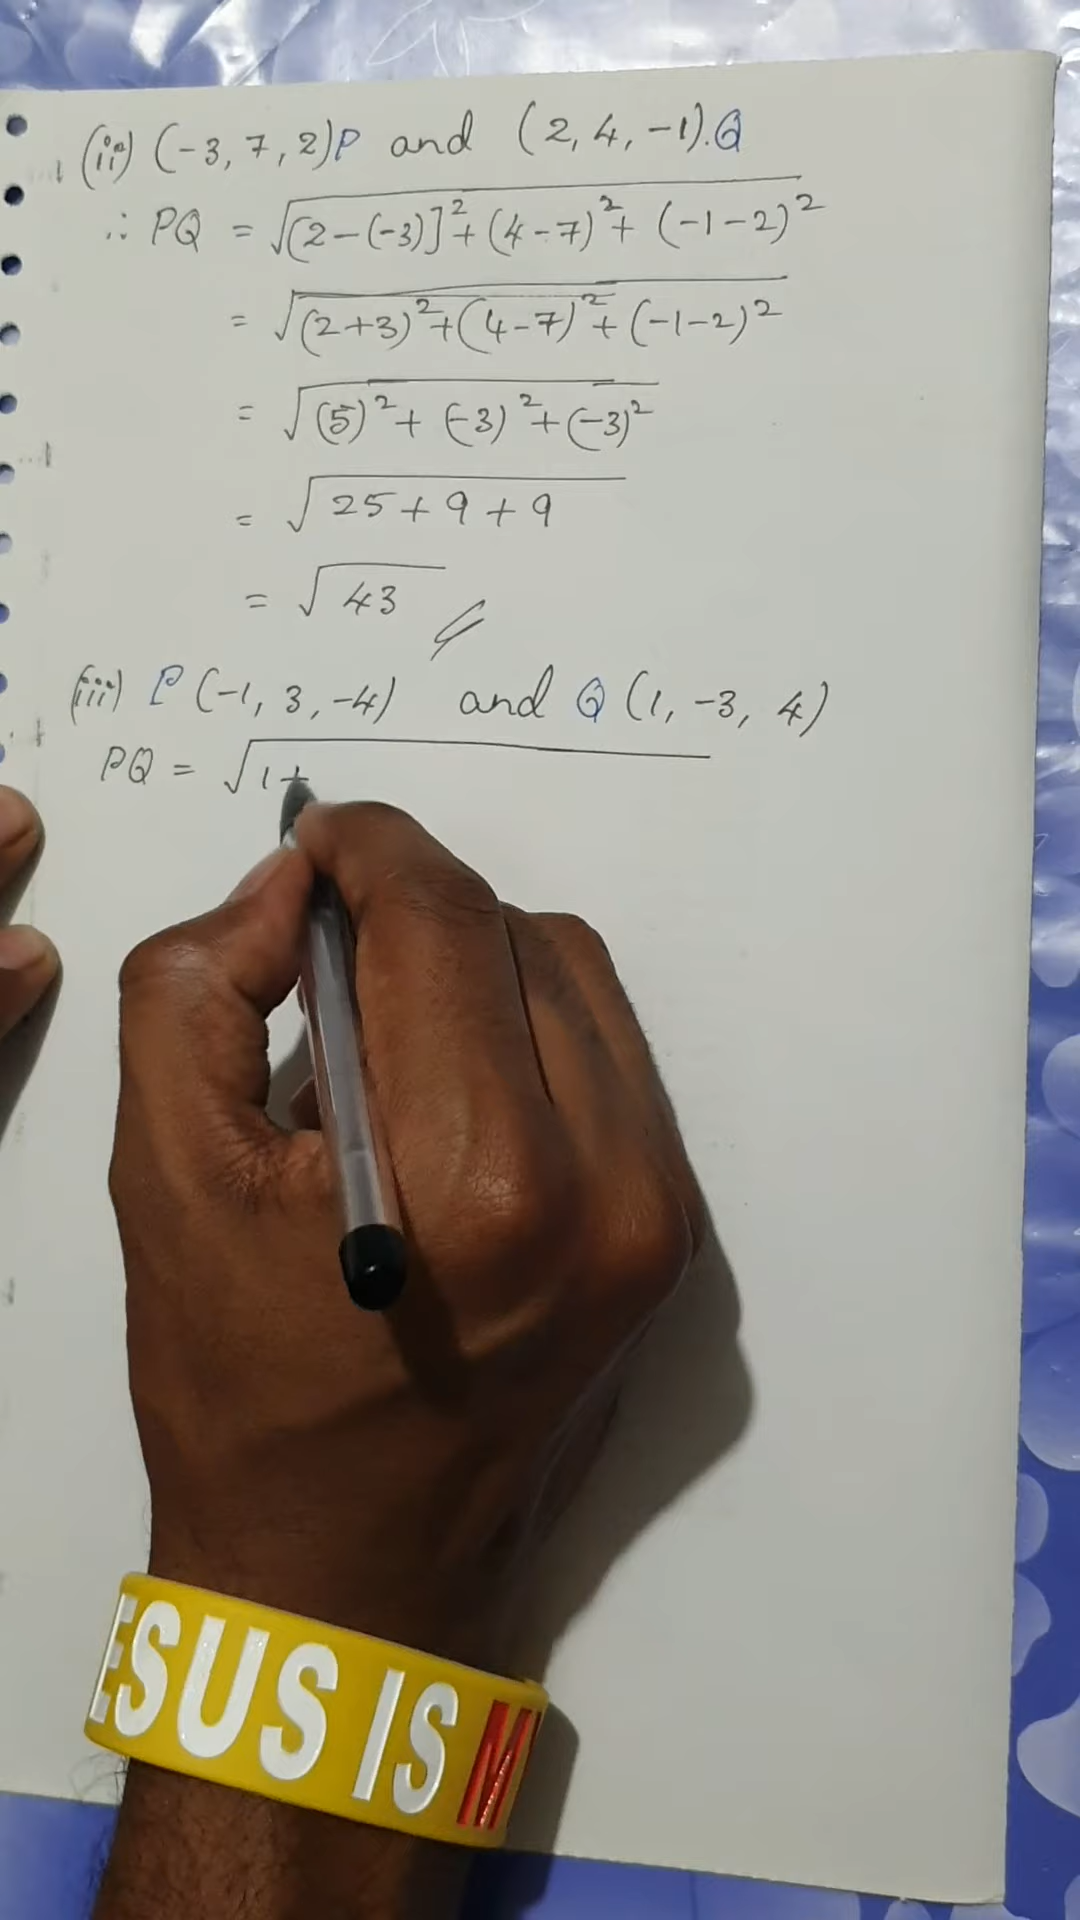 (ii) (-3, 7, 2)P and (2, 4, -1).Q
∴ PQ = √(2-(-3)]²+(4-7)²+ (-1-2)²
= √(2+3)²+(4-7)²+(-1-2)²
= √(5)²+ (-3)²+(-3)²
= √25+9+9
= √43
(iii) P(-1, 3, -4) and Q(1, -3, 4)
PQ = √1+
ESUS IS M